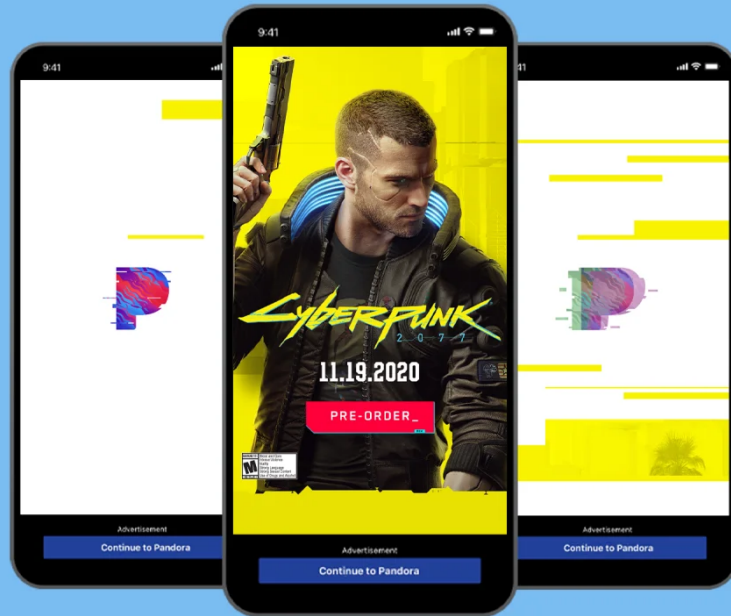 9:41
Advertisement
Continue to Pandora
9:41
CYBERPUNK
2077
11.19.2020
PRE-ORDER_
M
Advertisement
Continue to Pandora
41
Advertisement
Continue to Pandora